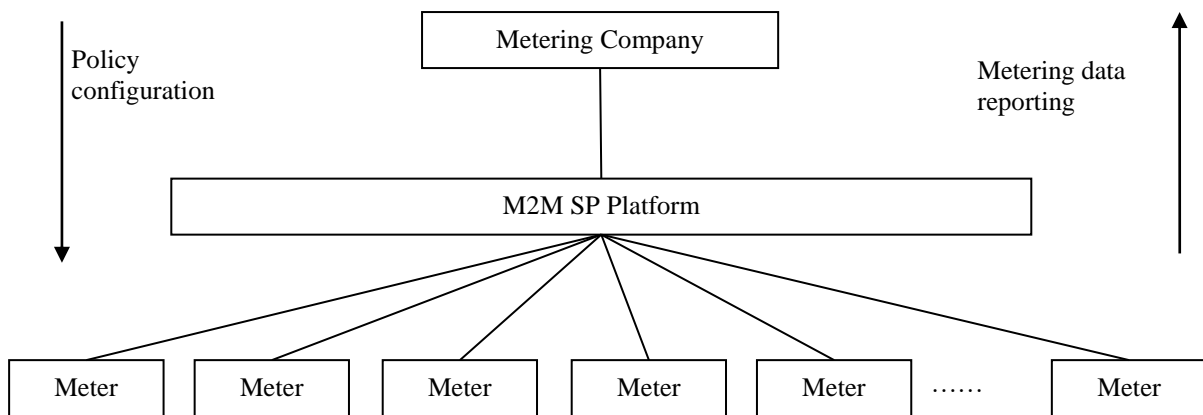 Metering Company
Policy
configuration
Metering data
reporting
M2M SP Platform
Meter
Meter
Meter
Meter
Meter
……
Meter